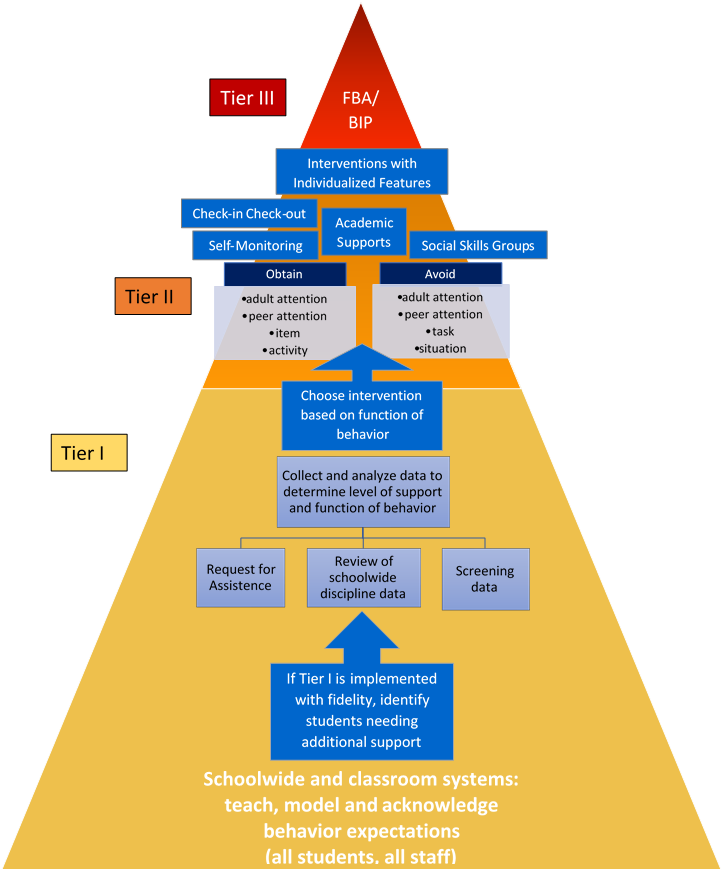 Tier III
FBA/
BIP
Interventions with
Individualized Features
Check-in Check-out
Academic
Supports
Self-Monitoring
Social Skills Groups
Tier II
Obtain
•adult attention
•peer attention
•item
•activity
Avoid
•adult attention
•peer attention
•task
•situation
Choose intervention
based on function of
behavior
Tier I
Collect and analyze data to
determine level of support
and function of behavior
Request for
Assistence
Review of
schoolwide
discipline data
Screening
data
If Tier I is implemented
with fidelity, identify
students needing
additional support
Schoolwide and classroom systems:
teach, model and acknowledge
behavior expectations
(all students, all staff)